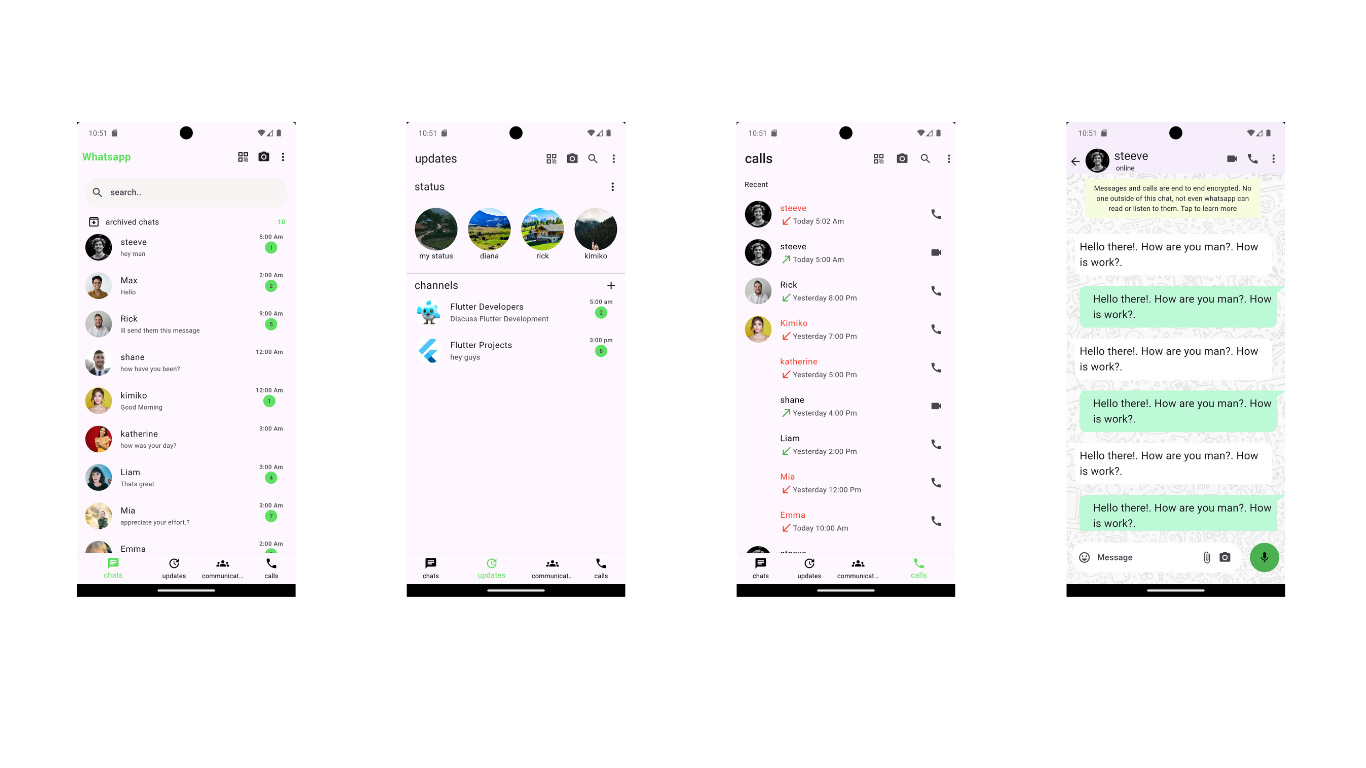 10:51
Whatsapp
search..
archived chats 10
steeve 5:00 Am
hey man 1
Max 2:00 Am
Hello 2
Rick 9:00 Am
ill send them this message 5
shane 12:00 Am
how have you been?
kimiko 12:00 Am
Good Morning 1
katherine 3:00 Am
how was your day?
Liam 3:00 Am
Thats great 4
Mia 3:00 Am
appreciate your effort.? 7
Emma 2:00 Am
chats updates communicat.. calls
10:51
updates
status
my status diana rick kimiko
channels
Flutter Developers 5:00 am
Discuss Flutter Development 2
Flutter Projects 3:00 pm
hey guys 8
chats updates communicat.. calls
10:51
calls
Recent
steeve
Today 5:02 Am
steeve
Today 5:00 Am
Rick
Yesterday 8:00 Pm
Kimiko
Yesterday 7:00 Pm
katherine
Yesterday 5:00 Pm
shane
Yesterday 4:00 Pm
Liam
Yesterday 2:00 Pm
Mia
Yesterday 12:00 Pm
Emma
Today 10:00 Am
chats updates communicat.. calls
10:51
steeve
online
Messages and calls are end to end encrypted. No
one outside of this chat, not even whatsapp can
read or listen to them. Tap to learn more
Hello there!. How are you man?. How
is work?.
Hello there!. How are you man?. How
is work?.
Hello there!. How are you man?. How
is work?.
Hello there!. How are you man?. How
is work?.
Hello there!. How are you man?. How
is work?.
Hello there!. How are you man?. How
is work?.
Message